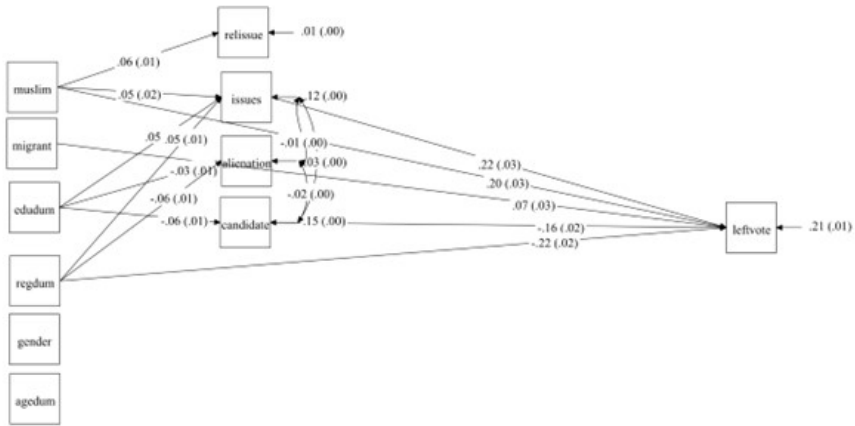 relissue
.01 (.00)
.06 (.01)
muslim
issues
.12 (.00)
.05 (.02)
.05
.05 (.01)
-.01 (.00)
migrant
alienation
.03 (.00)
.22 (.03)
-.03 (.01)
.20 (.03)
edudum
-.06 (.01)
-.02 (.00)
.07 (.03)
-.06 (.01)
candidate
.15 (.00)
-.16 (.02)
leftvote
.21 (.01)
-.22 (.02)
regdum
gender
agedum